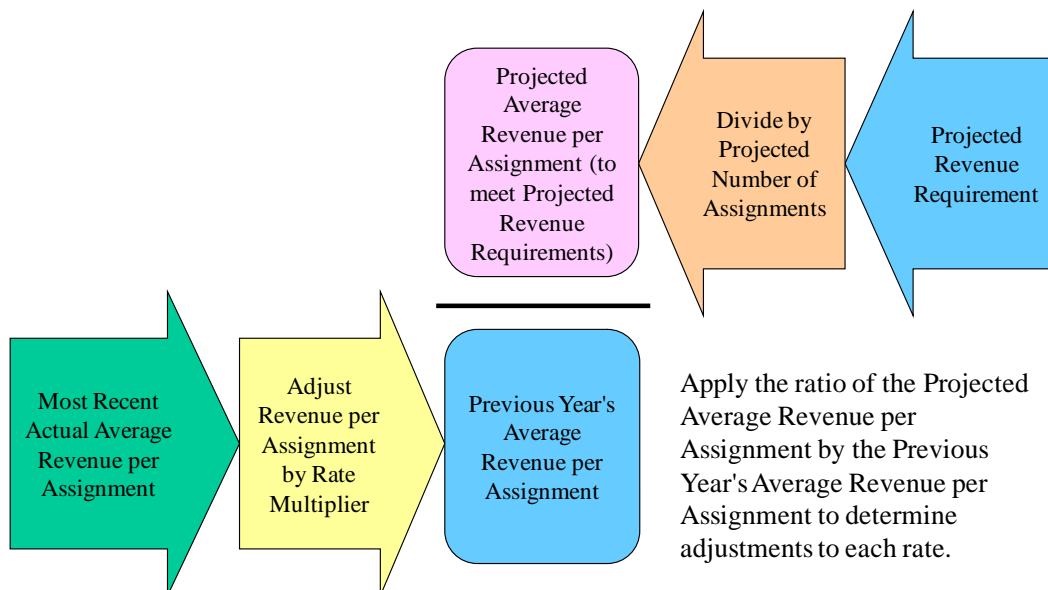 Projected
Average
Revenue per
Assignment (to
meet Projected
Revenue
Requirements)
Divide by
Projected
Number of
Assignments
Projected
Revenue
Requirement
Most Recent
Actual Average
Revenue per
Assignment
Adjust
Revenue per
Assignment
by Rate
Multiplier
Previous Year's
Average
Revenue per
Assignment
Apply the ratio of the Projected
Average Revenue per
Assignment by the Previous
Year's Average Revenue per
Assignment to determine
adjustments to each rate.